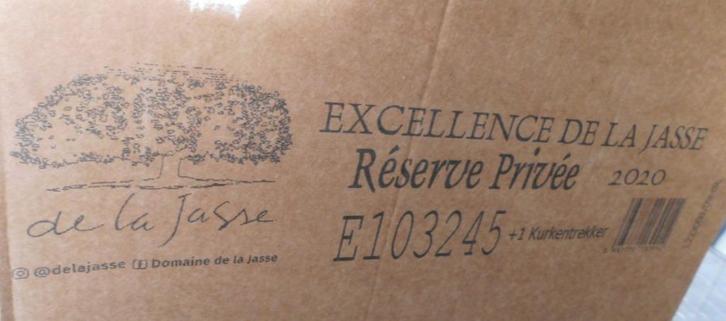 de la Jasse
@delajasse Domaine de la Jasse
EXCELLENCE DE LA JASSE
Réserve Privée 2020
E103245 +1 Kurkentrekker